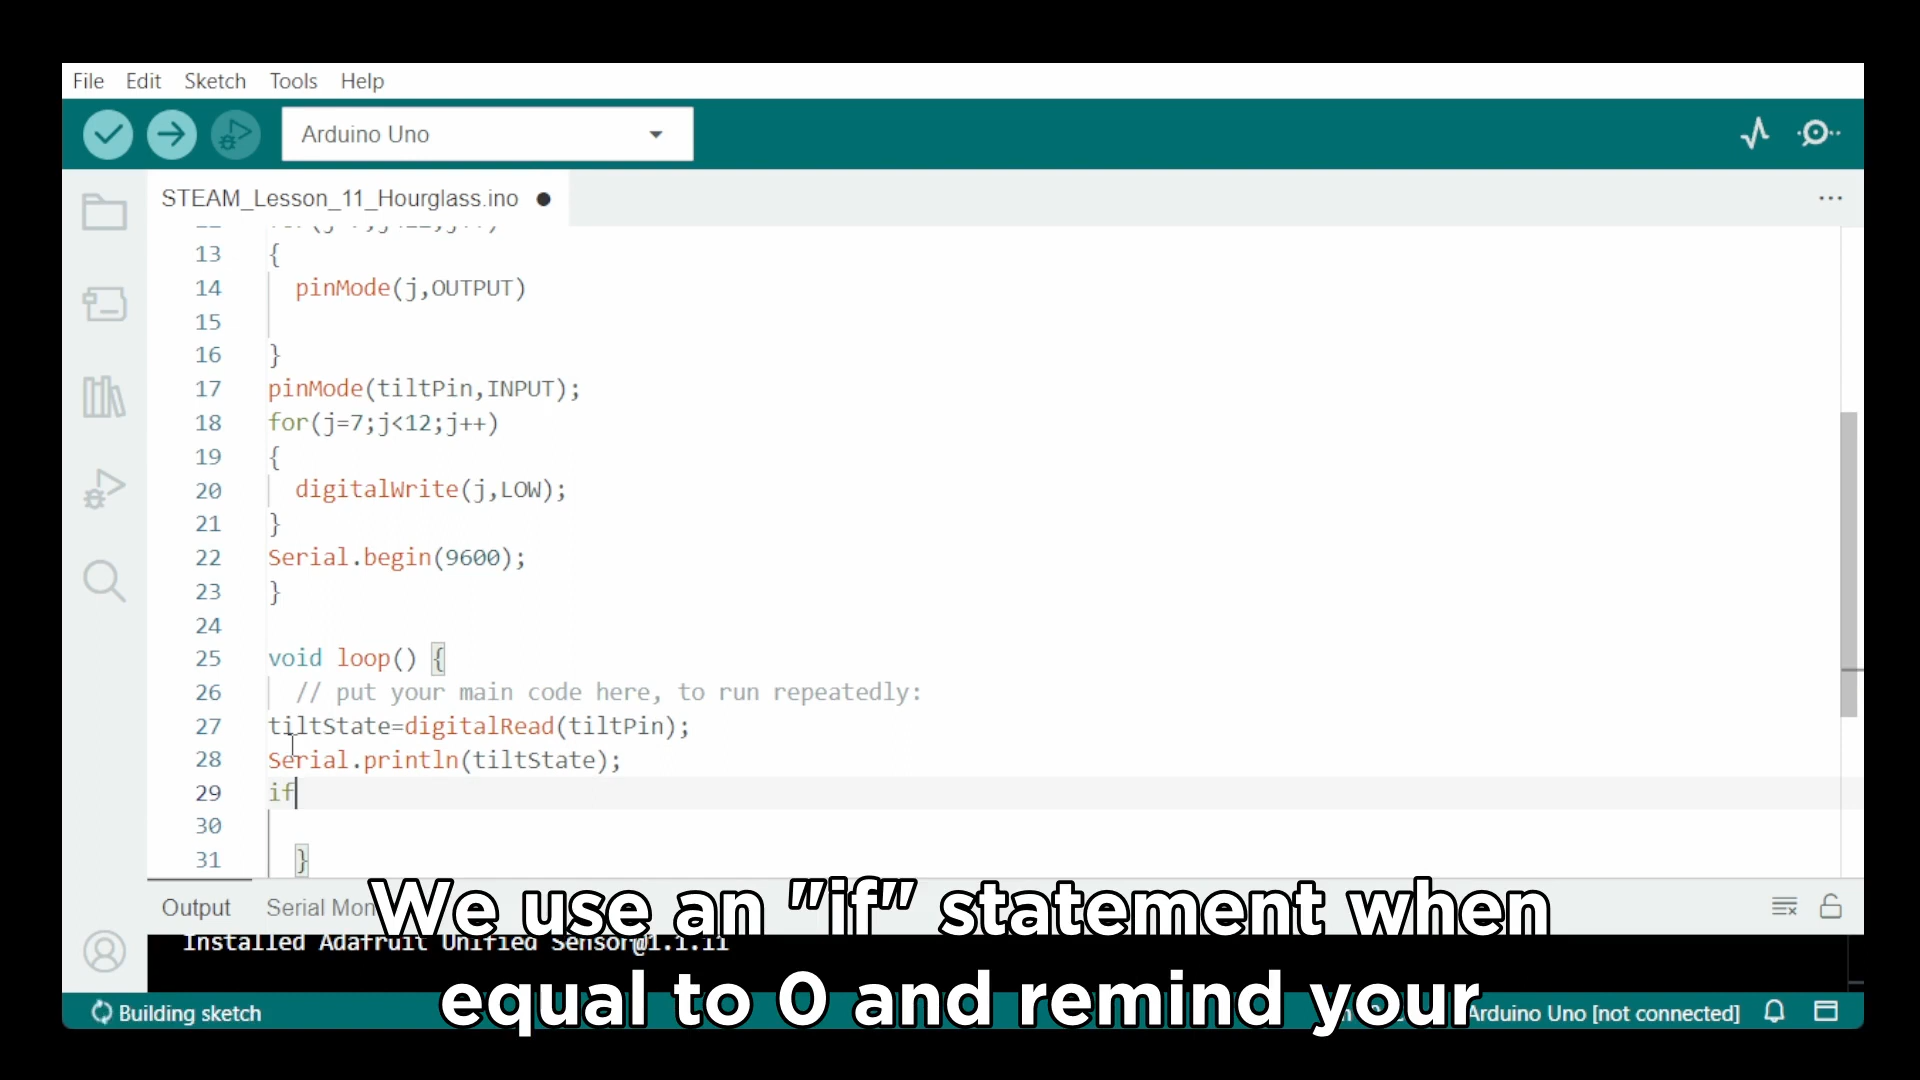 File Edit Sketch Tools Help
Arduino Uno
STEAM_Lesson_11_Hourglass.ino ●
13 {
14 pinMode(j,OUTPUT)
15
16 }
17 pinMode(tiltPin,INPUT);
18 for(j=7;j<12;j++)
19 {
20 digitalWrite(j,LOW);
21 }
22 Serial.begin(9600);
23 }
24
25 void loop() {
26 // put your main code here, to run repeatedly:
27 tiltState=digitalRead(tiltPin);
28 Serial.println(tiltState);
29 if
30
31 }
Output Serial Mon
Installed Adafruit Unified Sensor@1.1.11
We use an "if" statement when
equal to 0 and remind your
Building sketch Arduino Uno [not connected]